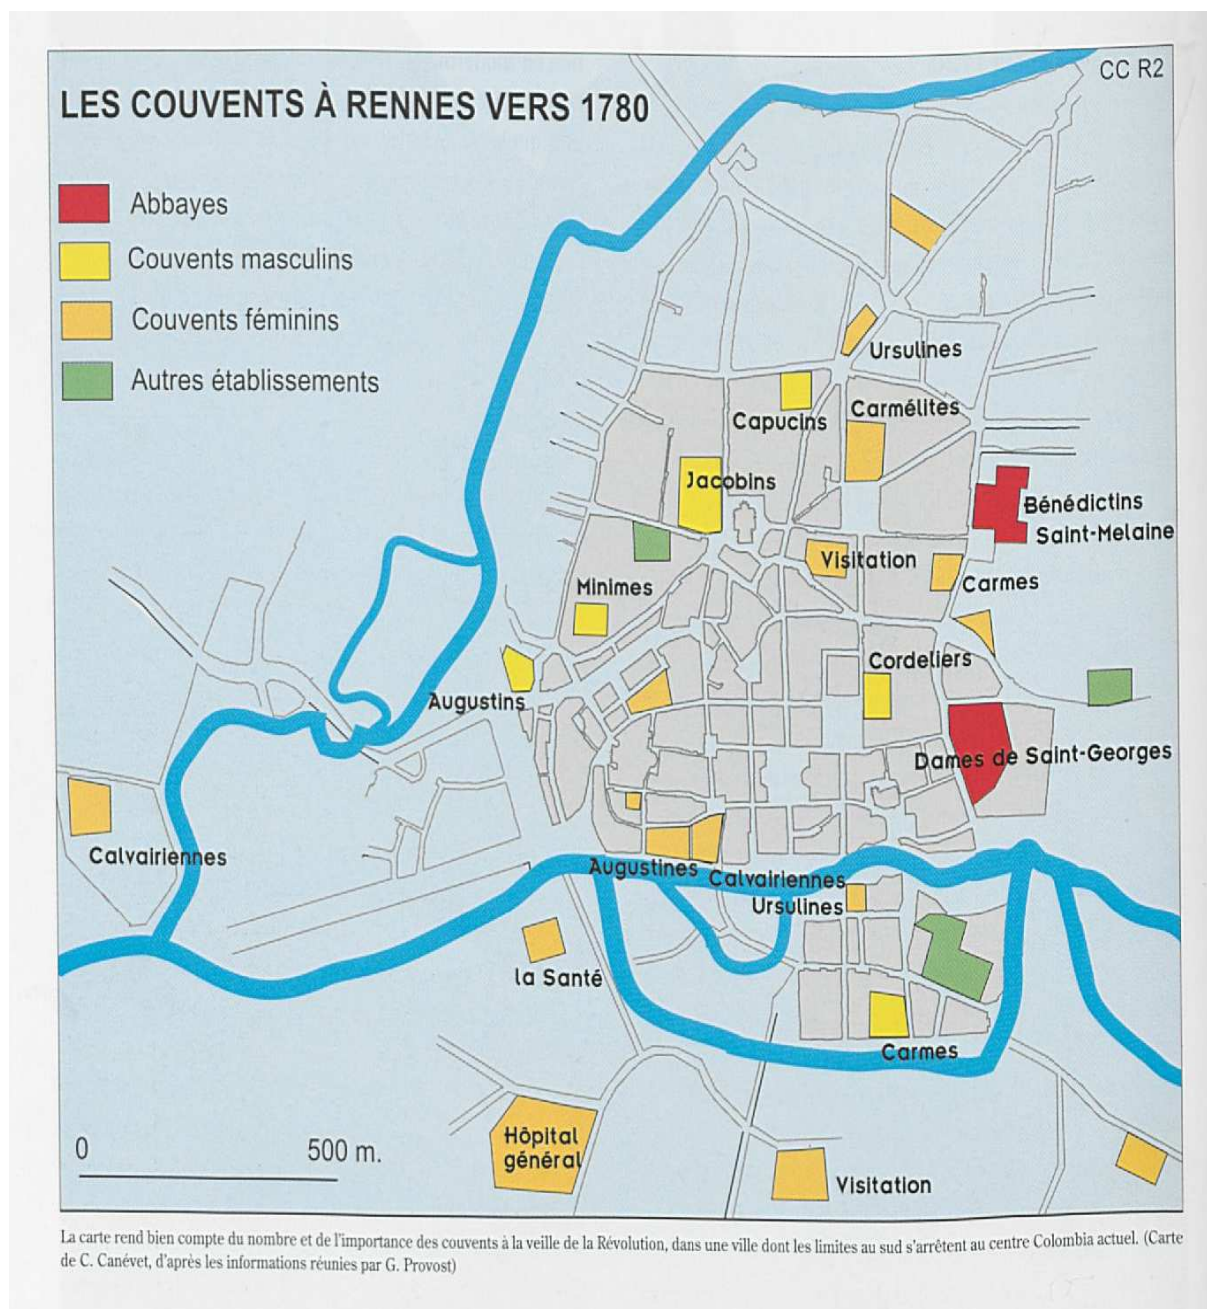 CC R2
LES COUVENTS À RENNES VERS 1780
Abbayes
Couvents masculins
Couvents féminins
Autres établissements
Ursulines
Carmélites
Capucins
Jacobins
Bénédictins
Saint-Melaine
Visitation
Carmes
Minimes
Cordeliers
Augustins
Dames de Saint-Georges
Calvairiennes
Augustines
Calvairiennes
Ursulines
la Santé
Carmes
Hôpital
général
Visitation
0
500 m.
La carte rend bien compte du nombre et de l'importance des couvents à la veille de la Révolution, dans une ville dont les limites au sud s'arrêtent au centre Colombia actuel. (Carte
de C. Canévet, d'après les informations réunies par G. Provost)